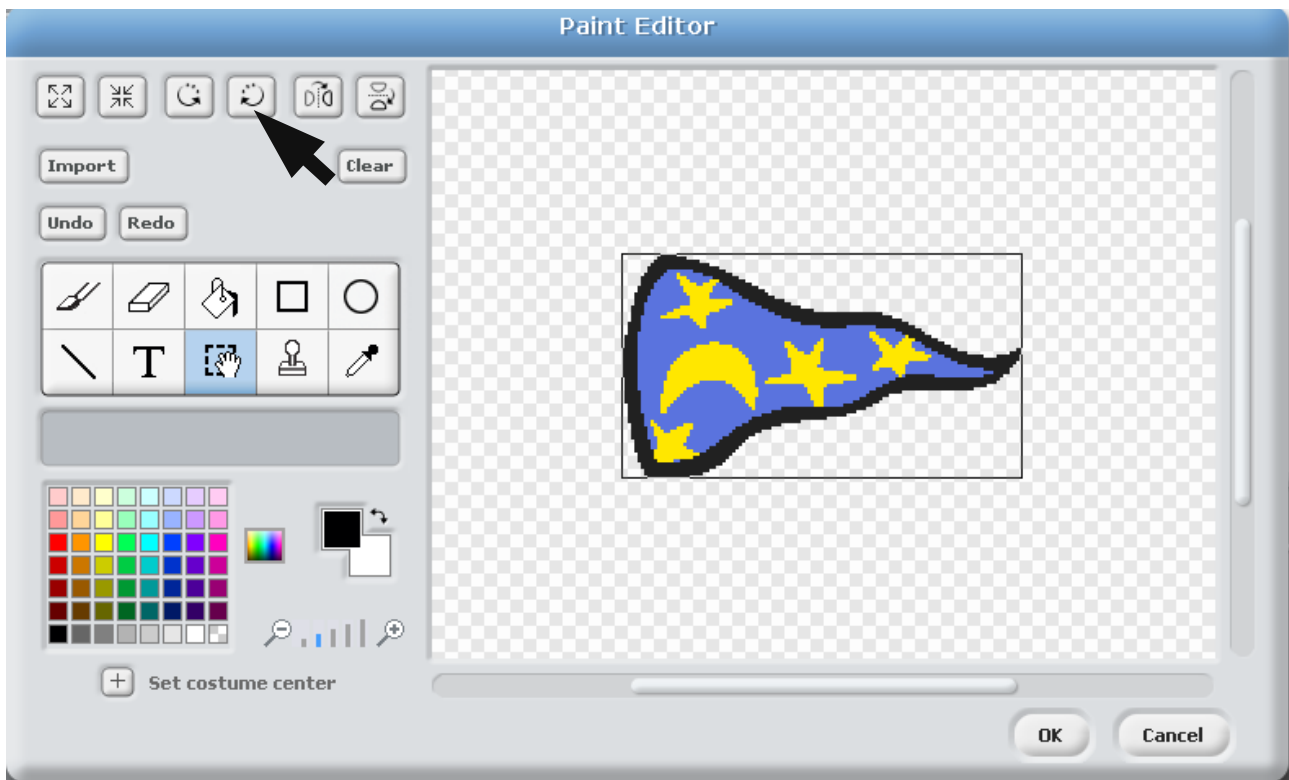 Paint Editor
Import
Clear
Undo
Redo
T
Set costume center
OK
Cancel